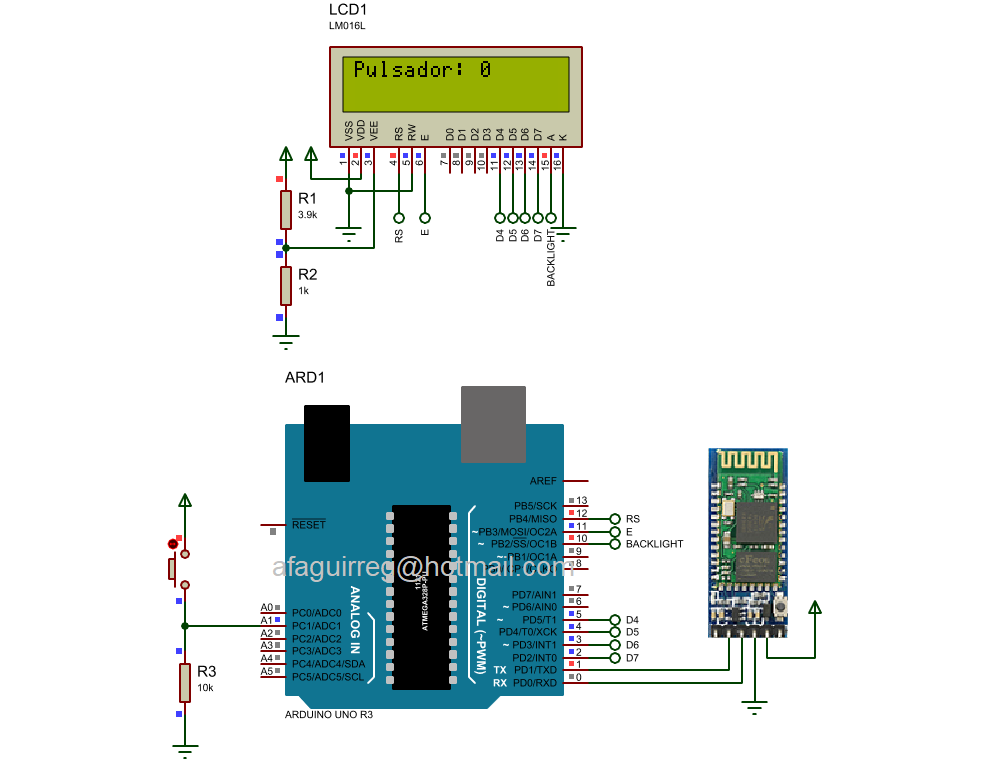 LCD1
LM016L
Pulsador: 0
VSS VDD VEE RS RW E D0 D1 D2 D3 D4 D5 D6 D7 A K
1 2 3 4 5 6 7 8 9 10 11 12 13 14 15 16
R1
3.9k
RS E D4 D5 D6 D7 BACKLIGHT
R2
1k
ARD1
AREF
PB5/SCK 13
PB4/MISO 12 RS
RESET
~PB3/MOSI/OC2A 11 E
~ PB2/SS/OC1B 10 BACKLIGHT
~ PB1/OC1A 9
8
afaguirreg@hotmail.com
ATMEGA328P-PU
1121
ANALOG IN
DIGITAL (~PWM)
PD7/AIN1 7
~ PD6/AIN0 6
A0 PC0/ADC0
~ PD5/T1 5 D4
A1 PC1/ADC1
PD4/T0/XCK 4 D5
A2 PC2/ADC2
~ PD3/INT1 3 D6
A3 PC3/ADC3
PD2/INT0 2 D7
A4 PC4/ADC4/SDA
TX PD1/TXD 1
A5 PC5/ADC5/SCL
RX PD0/RXD 0
R3
10k
ARDUINO UNO R3